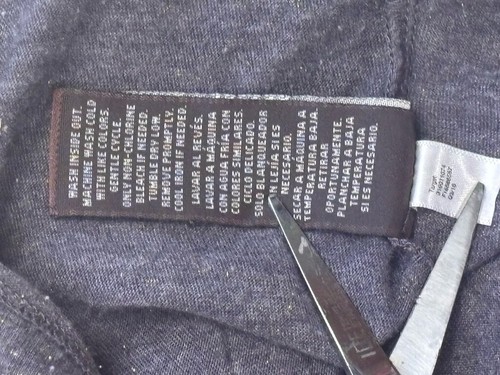 WASH INSIDE OUT.
MACHINE WASH COLD
WITH LIKE COLORS.
GENTLE CYCLE.
ONLY NON-CHLORINE
BLEACH IF NEEDED.
TUMBLE DRY LOW.
REMOVE PROMPTLY.
COOL IRON IF NEEDED.
LAVAR AL REVÉS.
LAVAR A MÁQUINA
CON AGUA FRÍA CON
COLORES SIMILARES.
CICLO DELICADO.
SOLO BLANQUEADOR
SIN LEJÍA SI ES
NECESARIO.
SECAR A MÁQUINA A
TEMPERATURA BAJA.
RETIRAR
OPORTUNAMENTE.
PLANCHAR A BAJA
TEMPERATURA
SI ES NECESARIO.
Target